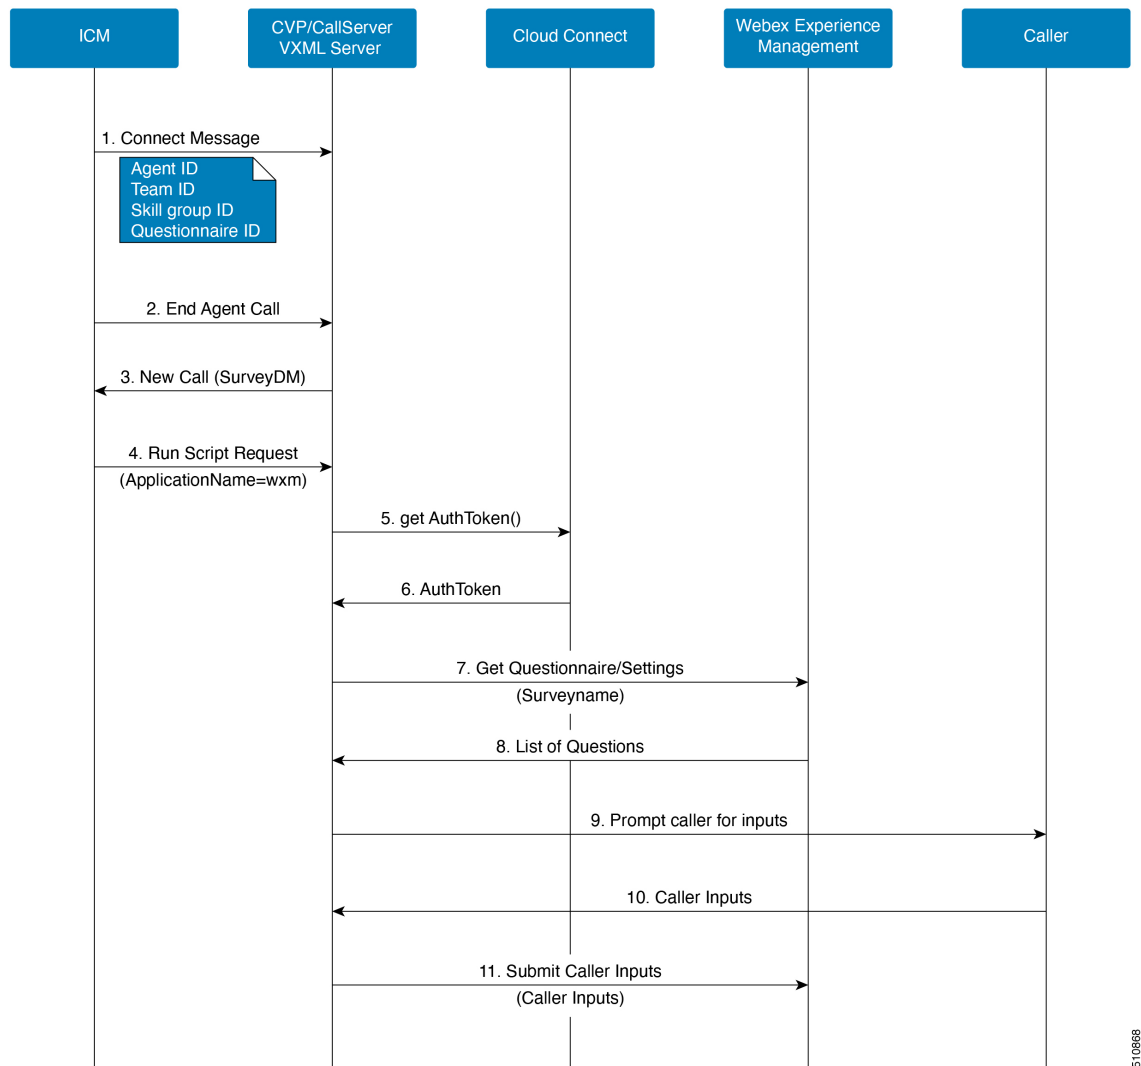 ICM
CVP/CallServer
VXML Server
Cloud Connect
Webex Experience
Management
Caller
1. Connect Message
Agent ID
Team ID
Skill group ID
Questionnaire ID
2. End Agent Call
3. New Call (SurveyDM)
4. Run Script Request
(ApplicationName=wxm)
5. get AuthToken()
6. AuthToken
7. Get Questionnaire/Settings
(Surveyname)
8. List of Questions
9. Prompt caller for inputs
10. Caller Inputs
11. Submit Caller Inputs
(Caller Inputs)
510868